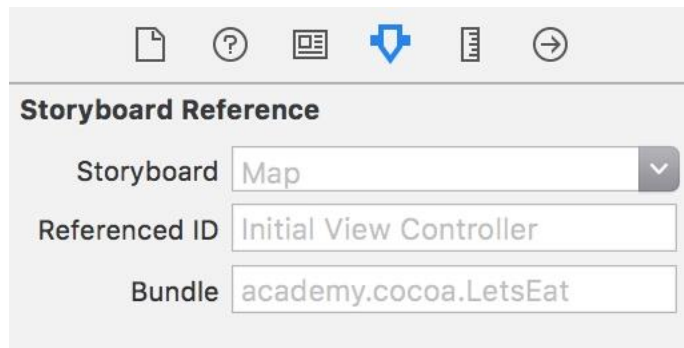 Storyboard Reference
Storyboard Map
Referenced ID Initial View Controller
Bundle academy.cocoa.LetsEat